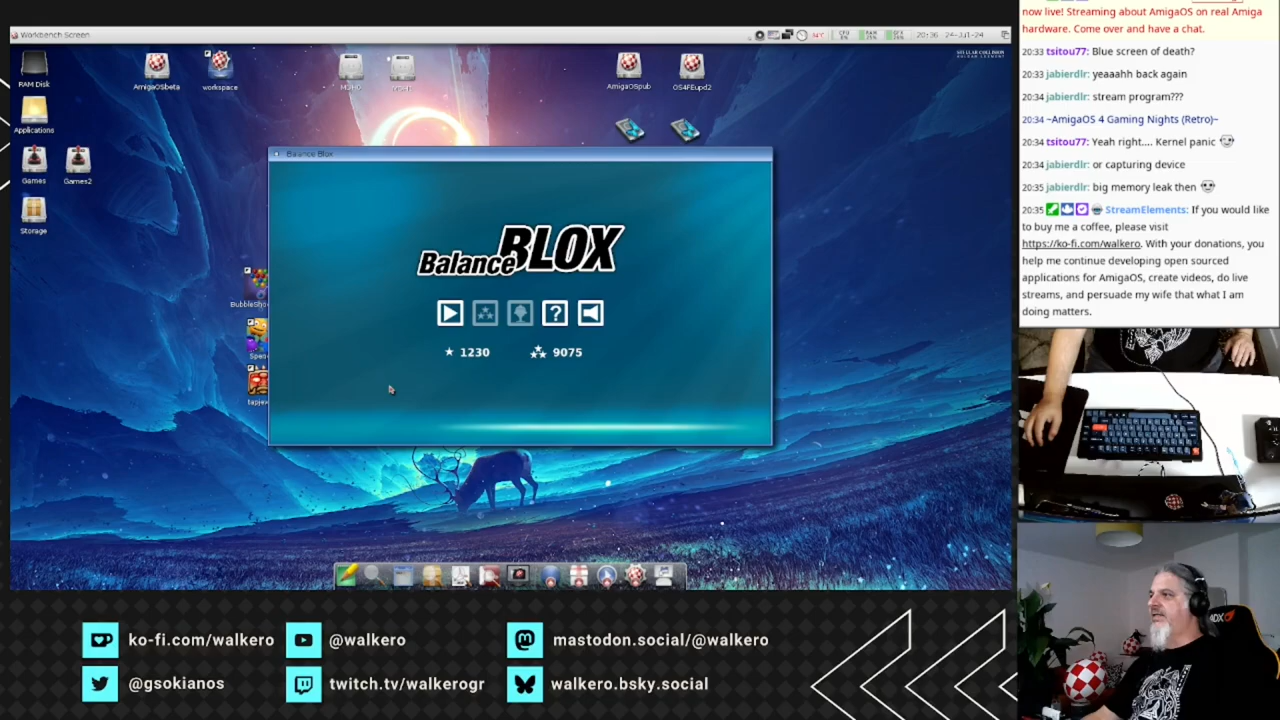 Workbench Screen
20:36 24-Jul-24
RAM Disk
AmigaOSbeta
workspace
AmigaOSpub
OS4FEupd2
Applications
Games
Games2
Storage
Balance Blox
Balance BLOX
1230
9075
now live! Streaming about AmigaOS on real Amiga
hardware. Come over and have a chat.
20:33 tsitou77: Blue screen of death?
20:33 jabierdlr: yeaaahh back again
20:34 jabierdlr: stream program???
20:34 ~AmigaOS 4 Gaming Nights (Retro)~
20:34 tsitou77: Yeah right.... Kernel panic
20:34 jabierdlr: or capturing device
20:35 jabierdlr: big memory leak then
20:35 StreamElements: If you would like
to buy me a coffee, please visit
https://ko-fi.com/walkero. With your donations, you
help me continue developing open sourced
applications for AmigaOS, create videos, do live
streams, and persuade my wife that what I am
doing matters.
ko-fi.com/walkero
@walkero
mastodon.social/@walkero
@gsokianos
twitch.tv/walkerogr
walkero.bsky.social